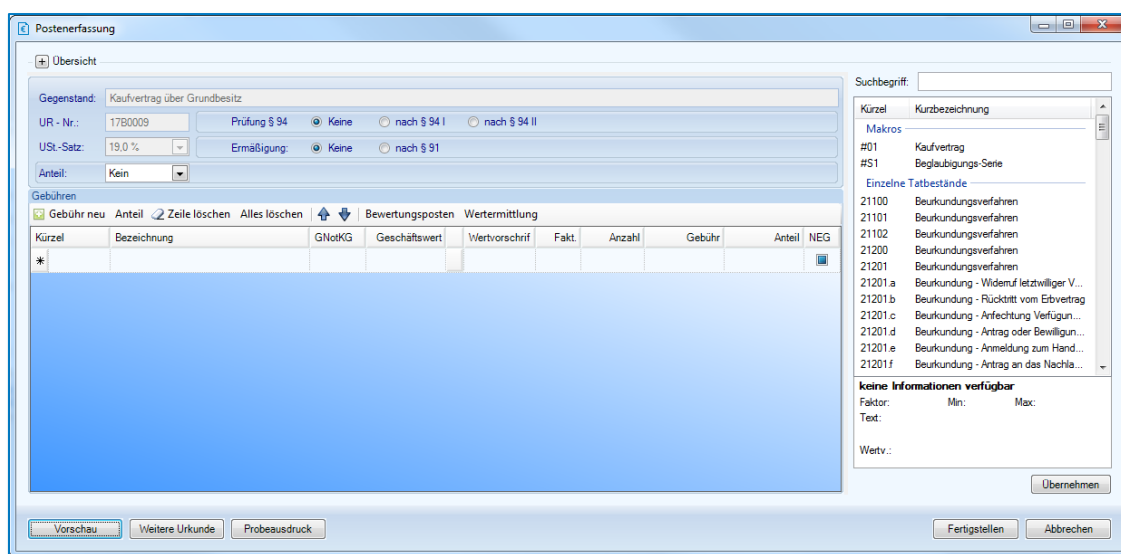 Postenerfassung
Übersicht
Gegenstand: Kaufvertrag über Grundbesitz
UR - Nr.: 17B0009 Prüfung § 94 Keine nach § 94 I nach § 94 II
USt.-Satz: 19,0 % Ermäßigung: Keine nach § 91
Anteil: Kein
Gebühren
Gebühr neu Anteil Zeile löschen Alles löschen Bewertungsposten Wertermittlung
Kürzel Bezeichnung GNotKG Geschäftswert Wertvorschrif Fakt. Anzahl Gebühr Anteil NEG
Suchbegriff:
Kürzel Kurzbezeichnung
Makros
#01 Kaufvertrag
#S1 Beglaubigungs-Serie
Einzelne Tatbestände
21100 Beurkundungsverfahren
21101 Beurkundungsverfahren
21102 Beurkundungsverfahren
21200 Beurkundungsverfahren
21201 Beurkundungsverfahren
21201.a Beurkundung - Widerruf letztwilliger V...
21201.b Beurkundung - Rücktritt vom Erbvertrag
21201.c Beurkundung - Anfechtung Verfügun...
21201.d Beurkundung - Antrag oder Bewilligun...
21201.e Beurkundung - Anmeldung zum Hand...
21201.f Beurkundung - Antrag an das Nachla...
keine Informationen verfügbar
Faktor: Min: Max:
Text:
Wertv.:
Übernehmen
Vorschau Weitere Urkunde Probeausdruck Fertigstellen Abbrechen